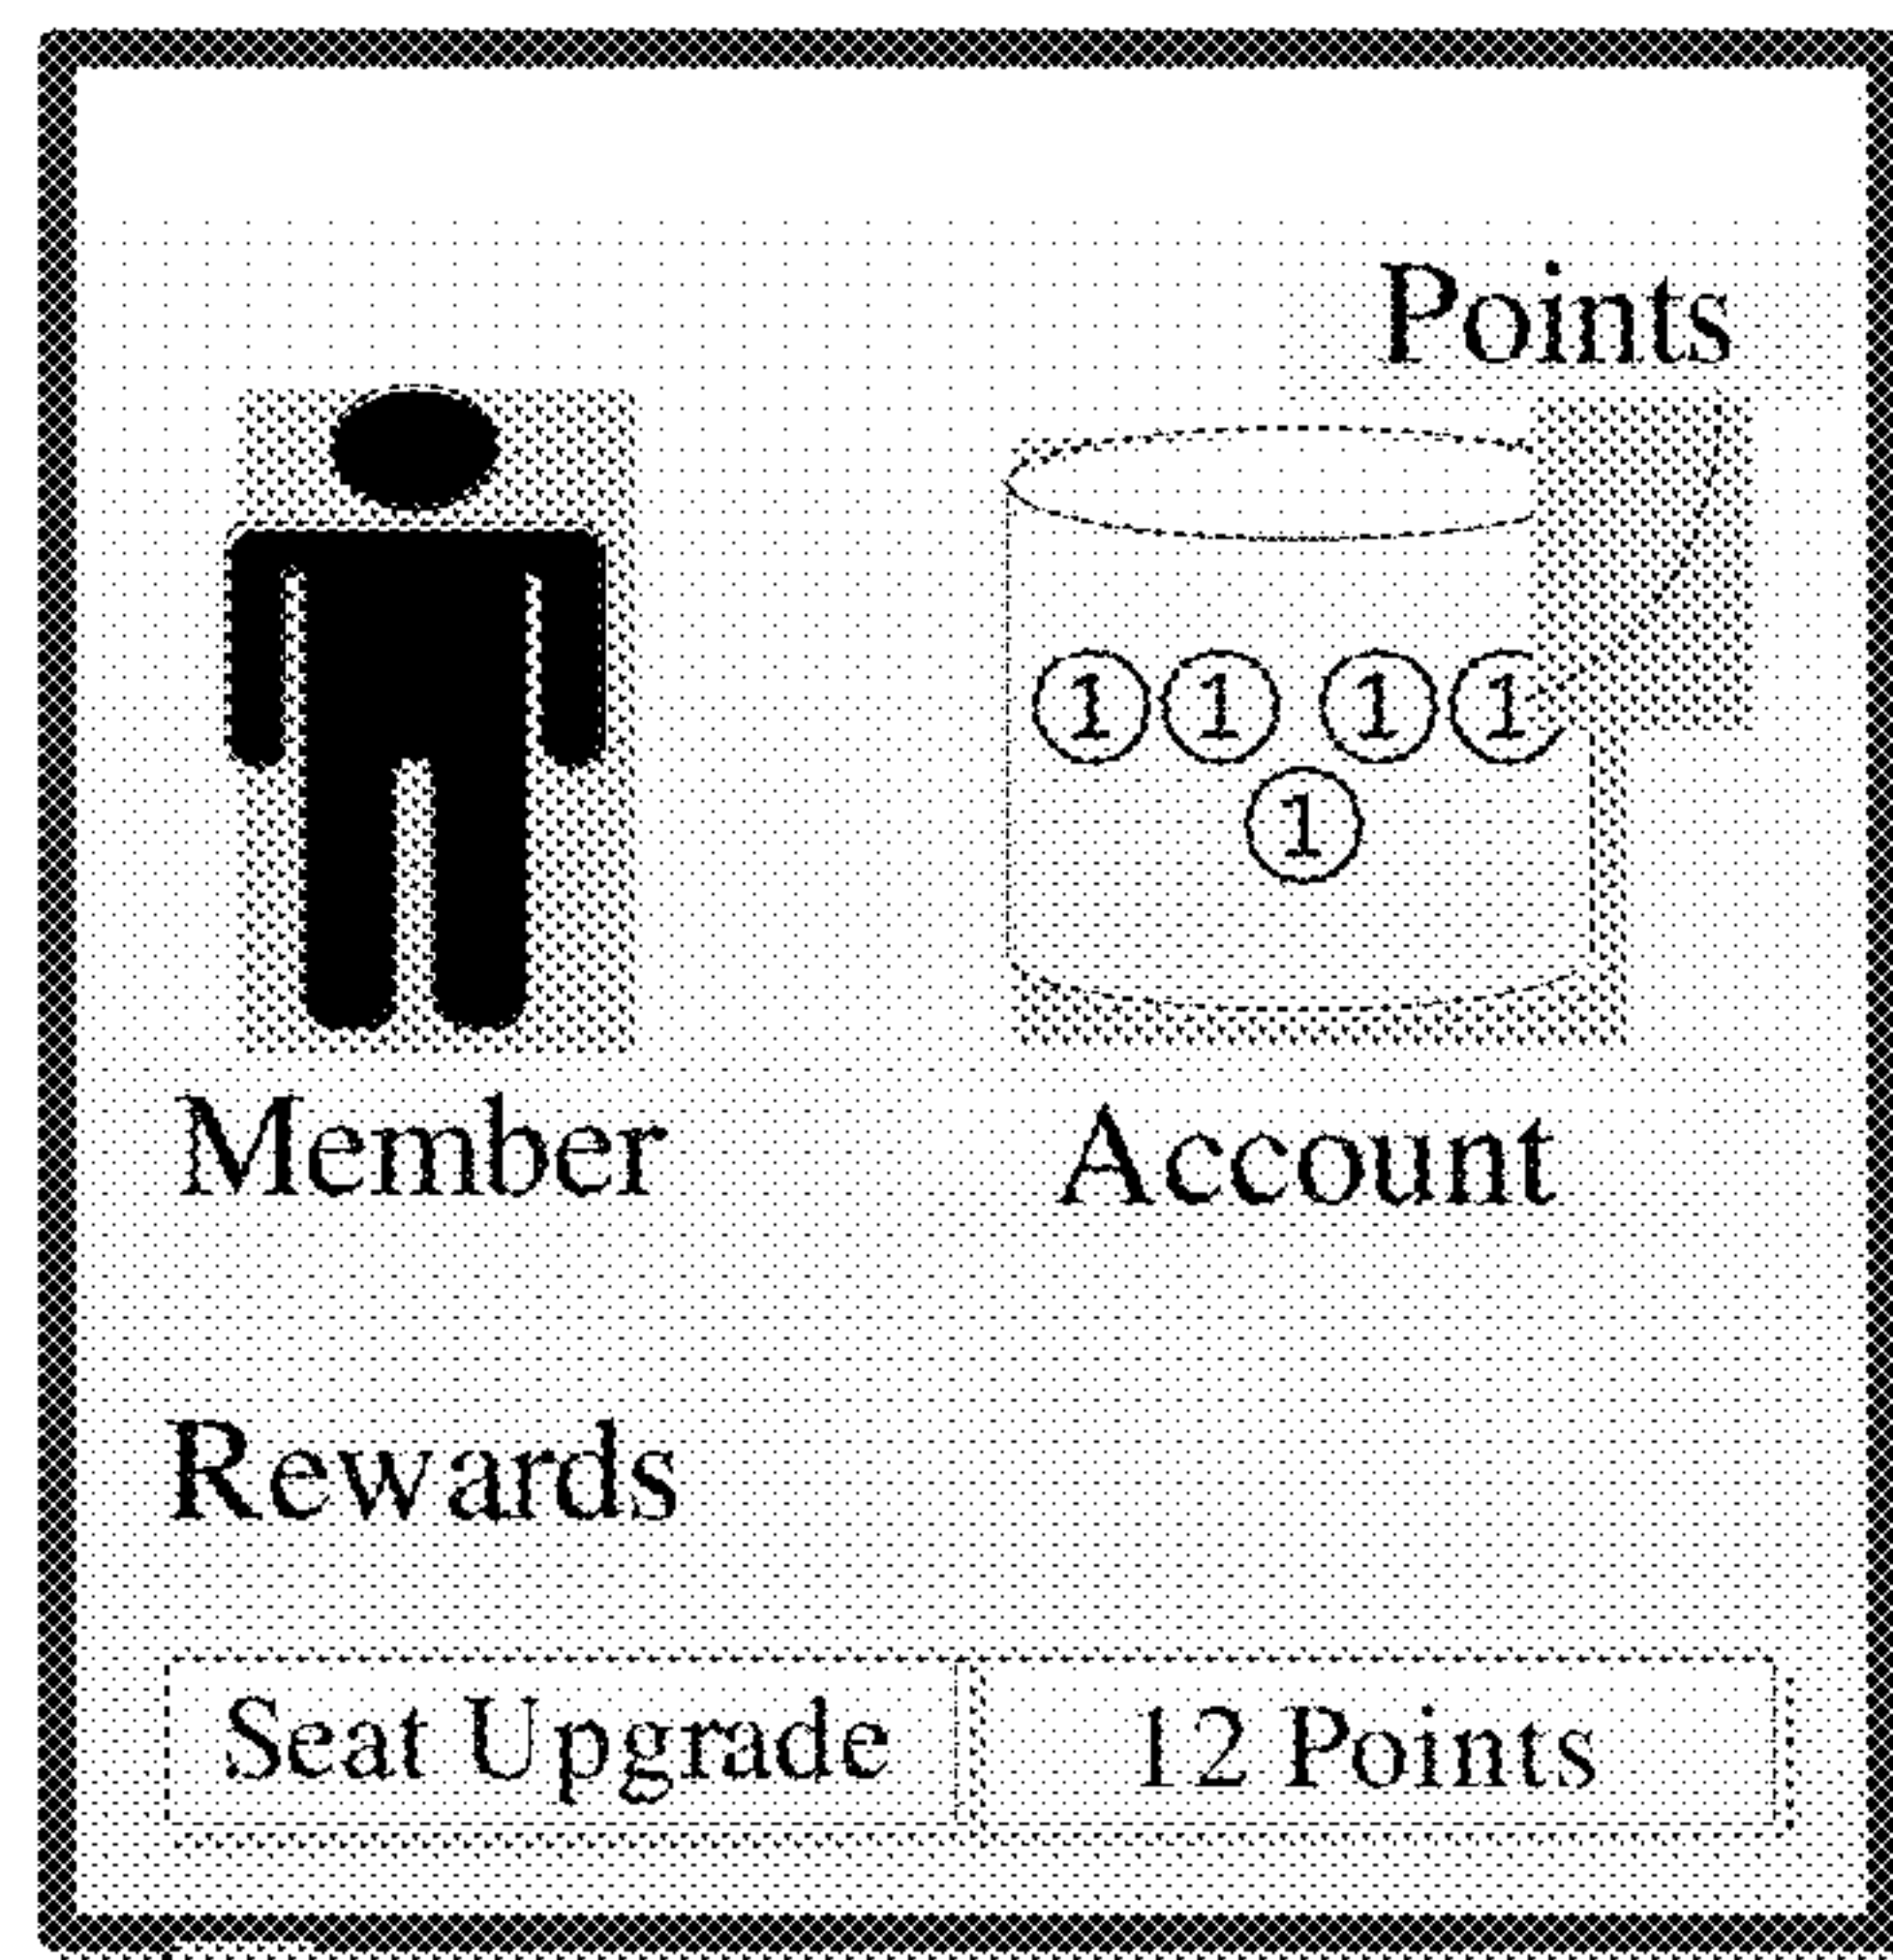 Points
1 1 1 1
1
Member
Account
Rewards
Seat Upgrade
12 Points